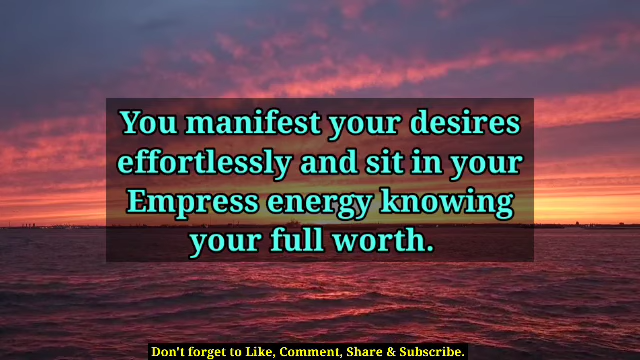 You manifest your desires
effortlessly and sit in your
Empress energy knowing
your full worth.
Don't forget to Like, Comment, Share & Subscribe.